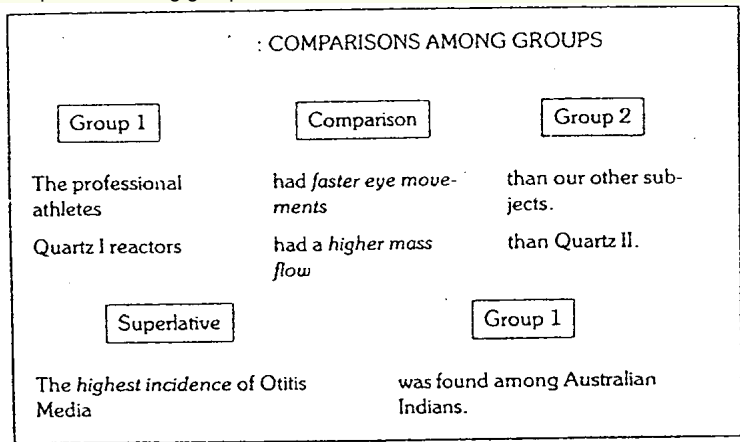 : COMPARISONS AMONG GROUPS
Group 1 Comparison Group 2
The professional had faster eye move- than our other sub-
athletes ments jects.
Quartz I reactors had a higher mass than Quartz II.
flow
Superlative Group 1
The highest incidence of Otitis was found among Australian
Media Indians.